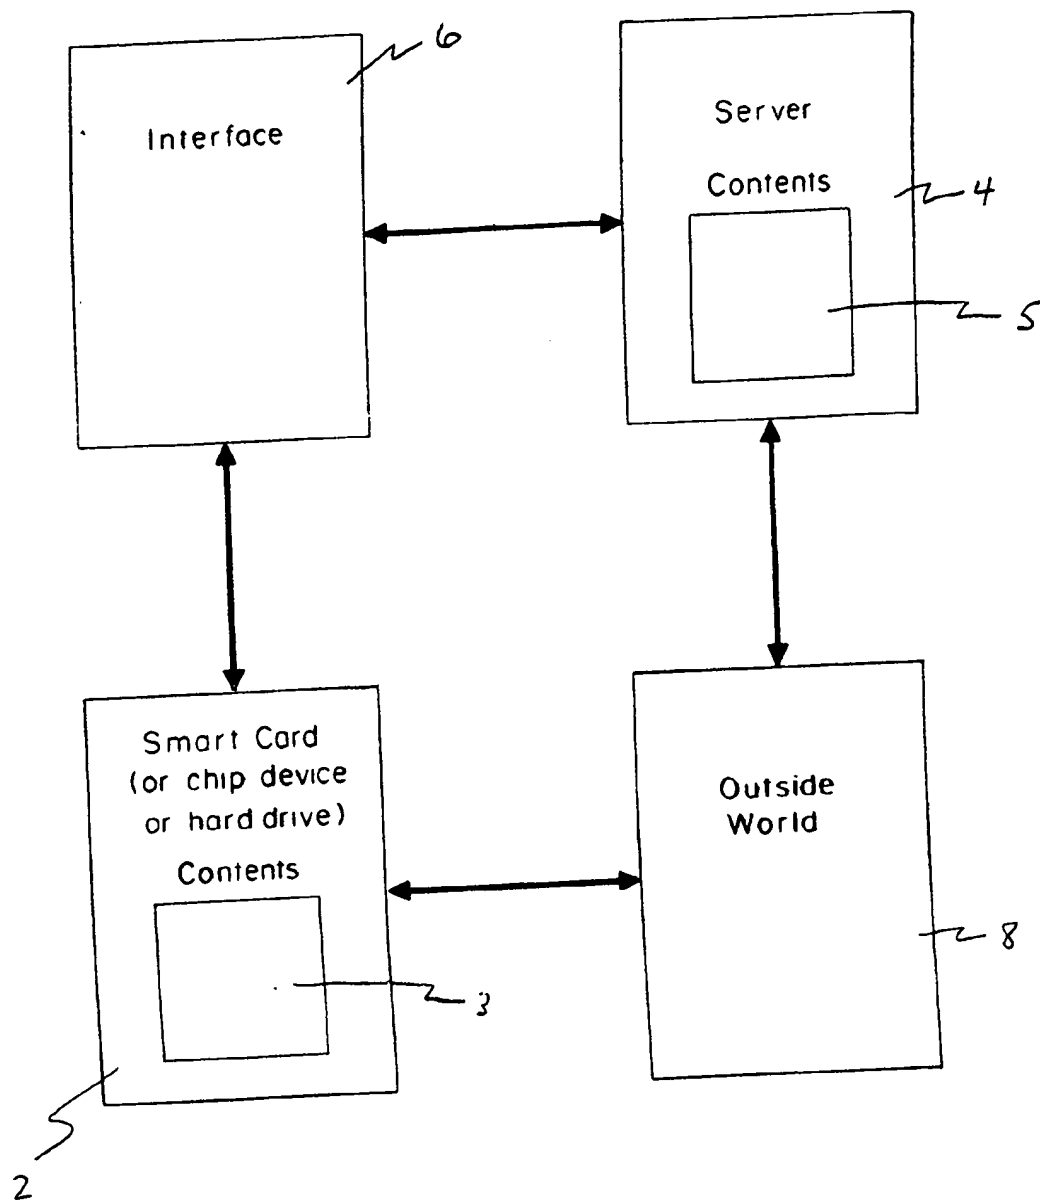 6
Interface
Server
Contents
4
5
Smart Card
(or chip device
or hard drive)
Contents
3
2
Outside
World
8